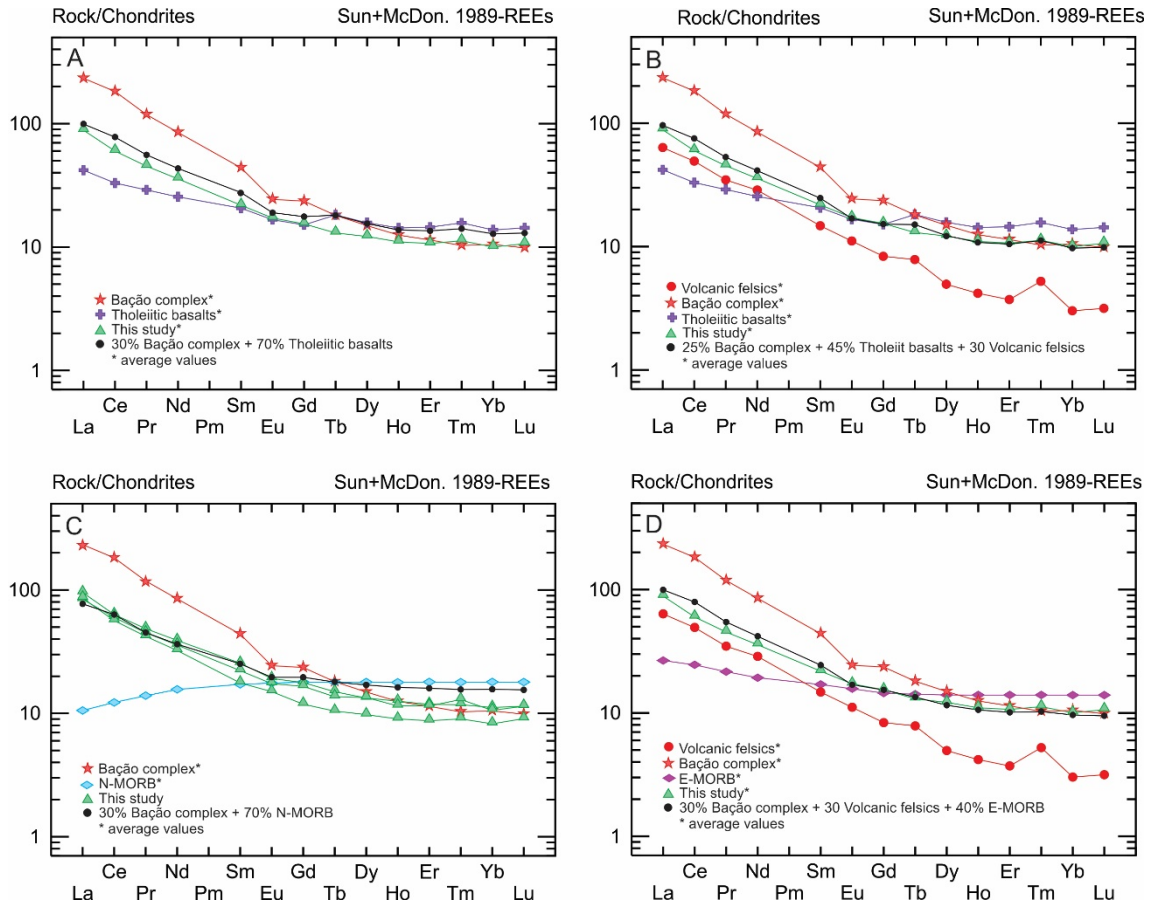 Rock/Chondrites Sun+McDon. 1989-REEs
A
100
10
1
Bação complex*
Tholeiitic basalts*
This study*
30% Bação complex + 70% Tholeiitic basalts
* average values
Ce Nd Sm Gd Dy Er Yb
La Pr Pm Eu Tb Ho Tm Lu
Rock/Chondrites Sun+McDon. 1989-REEs
B
100
10
1
Volcanic felsics*
Bação complex*
Tholeiitic basalts*
This study*
25% Bação complex + 45% Tholeiit basalts + 30 Volcanic felsics
* average values
Ce Nd Sm Gd Dy Er Yb
La Pr Pm Eu Tb Ho Tm Lu
Rock/Chondrites Sun+McDon. 1989-REEs
C
100
10
1
Bação complex*
N-MORB*
This study
30% Bação complex + 70% N-MORB
* average values
Ce Nd Sm Gd Dy Er Yb
La Pr Pm Eu Tb Ho Tm Lu
Rock/Chondrites Sun+McDon. 1989-REEs
D
100
10
1
Volcanic felsics*
Bação complex*
E-MORB*
This study*
30% Bação complex + 30 Volcanic felsics + 40% E-MORB
* average values
Ce Nd Sm Gd Dy Er Yb
La Pr Pm Eu Tb Ho Tm Lu